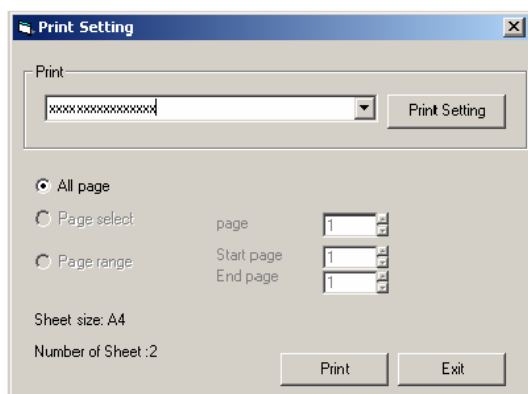 Print Setting
Print
xxxxxxxxxxxxxxxx
Print Setting
All page
Page select
page 1
Page range
Start page 1
End page 1
Sheet size: A4
Number of Sheet :2
Print Exit